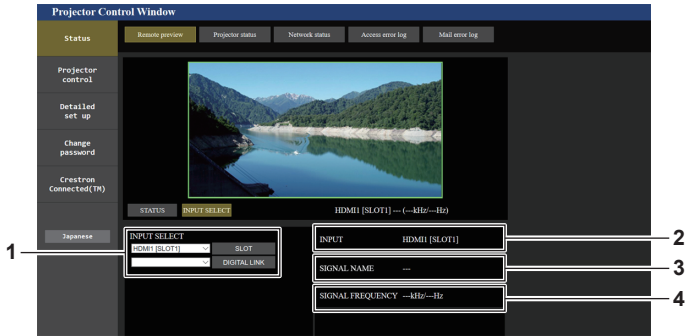 Projector Control Window
Status
Remote preview
Projector status
Network status
Access error log
Mail error log
Projector
control
Detailed
set up
Change
password
Crestron
Connected(TM)
Japanese
STATUS
INPUT SELECT
HDMI1 [SLOT1] --- (---kHz/---Hz)
1
INPUT SELECT
HDMI1 [SLOT1]
SLOT
DIGITAL LINK
INPUT HDMI1 [SLOT1]
2
SIGNAL NAME ---
3
SIGNAL FREQUENCY ---kHz/---Hz
4